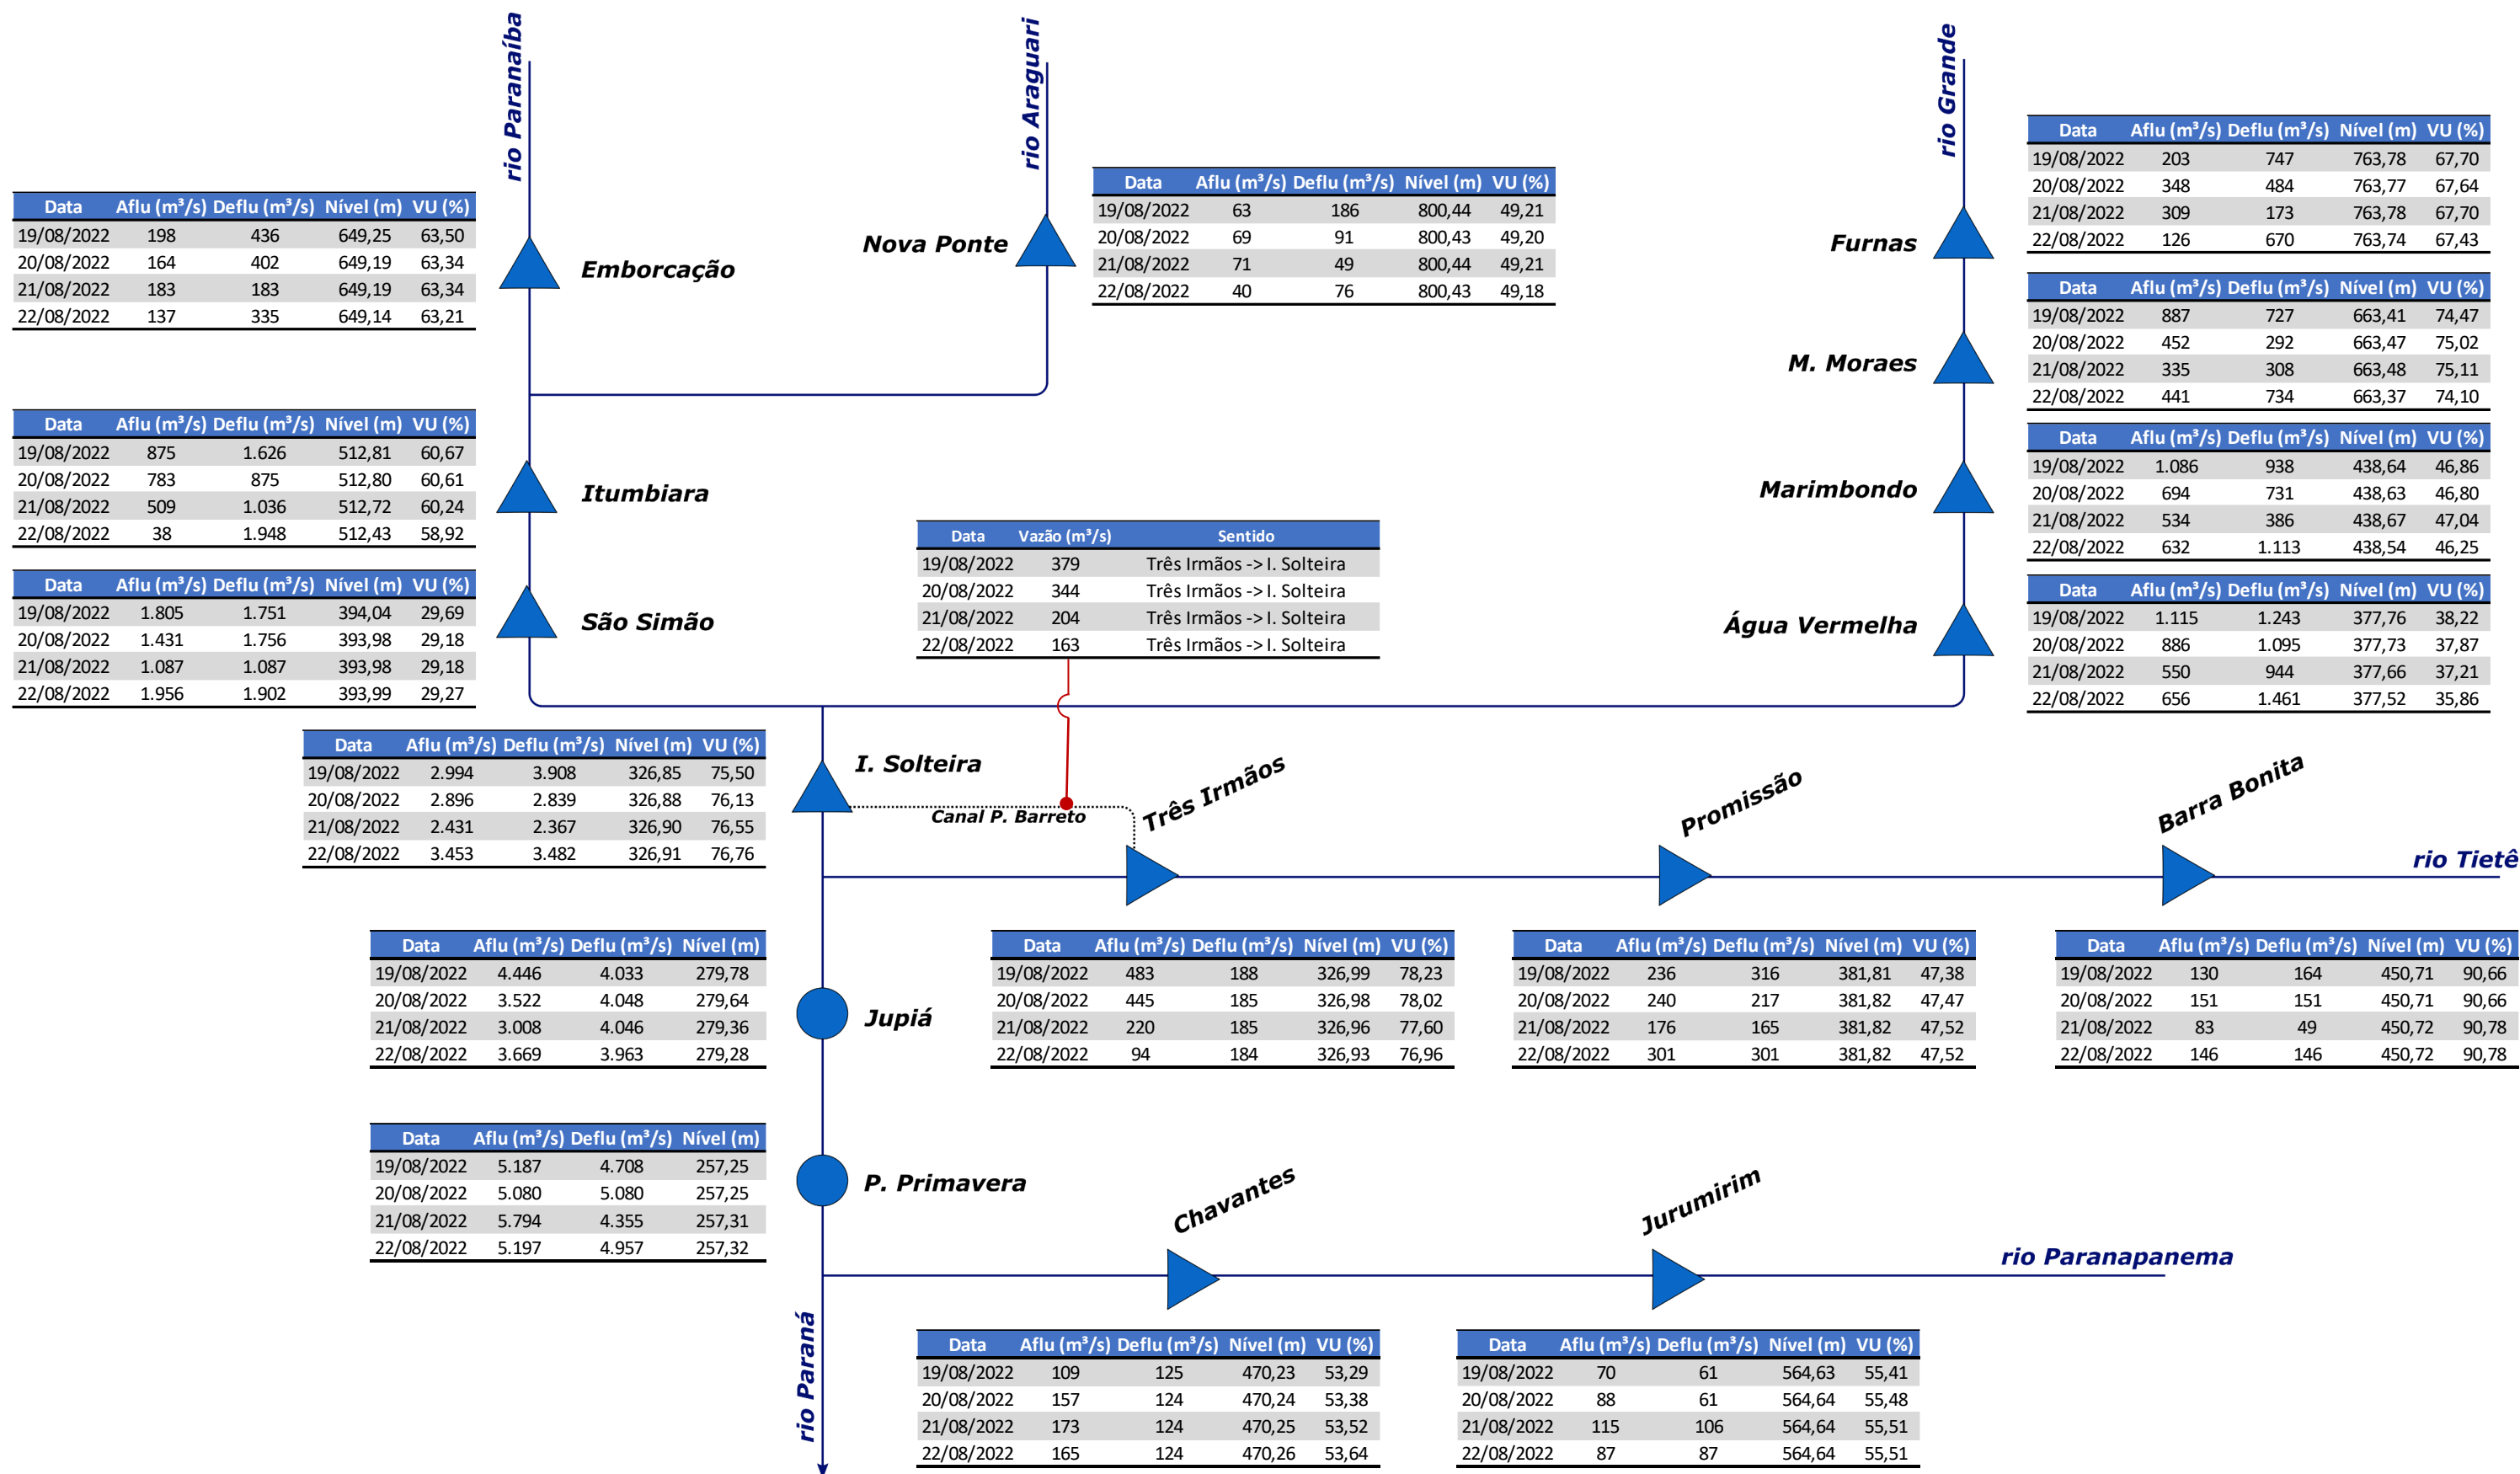 rio Paranaíba
rio Araguari
rio Grande
Data Aflu (m³/s) Deflu (m³/s) Nível (m) VU (%)
19/08/2022 203 747 763,78 67,70
20/08/2022 348 484 763,77 67,64
21/08/2022 309 173 763,78 67,70
22/08/2022 126 670 763,74 67,43
Furnas
Data Aflu (m³/s) Deflu (m³/s) Nível (m) VU (%)
19/08/2022 63 186 800,44 49,21
20/08/2022 69 91 800,43 49,20
21/08/2022 71 49 800,44 49,21
22/08/2022 40 76 800,43 49,18
Nova Ponte
Data Aflu (m³/s) Deflu (m³/s) Nível (m) VU (%)
19/08/2022 198 436 649,25 63,50
20/08/2022 164 402 649,19 63,34
21/08/2022 183 183 649,19 63,34
22/08/2022 137 335 649,14 63,21
Emborcação
Data Aflu (m³/s) Deflu (m³/s) Nível (m) VU (%)
19/08/2022 887 727 663,41 74,47
20/08/2022 452 292 663,47 75,02
21/08/2022 335 308 663,48 75,11
22/08/2022 441 734 663,37 74,10
M. Moraes
Data Aflu (m³/s) Deflu (m³/s) Nível (m) VU (%)
19/08/2022 875 1.626 512,81 60,67
20/08/2022 783 875 512,80 60,61
21/08/2022 509 1.036 512,72 60,24
22/08/2022 38 1.948 512,43 58,92
Itumbiara
Data Aflu (m³/s) Deflu (m³/s) Nível (m) VU (%)
19/08/2022 1.086 938 438,64 46,86
20/08/2022 694 731 438,63 46,80
21/08/2022 534 386 438,67 47,04
22/08/2022 632 1.113 438,54 46,25
Marimbondo
Data Vazão (m³/s) Sentido
19/08/2022 379 Três Irmãos -> I. Solteira
20/08/2022 344 Três Irmãos -> I. Solteira
21/08/2022 204 Três Irmãos -> I. Solteira
22/08/2022 163 Três Irmãos -> I. Solteira
Data Aflu (m³/s) Deflu (m³/s) Nível (m) VU (%)
19/08/2022 1.805 1.751 394,04 29,69
20/08/2022 1.431 1.756 393,98 29,18
21/08/2022 1.087 1.087 393,98 29,18
22/08/2022 1.956 1.902 393,99 29,27
São Simão
Data Aflu (m³/s) Deflu (m³/s) Nível (m) VU (%)
19/08/2022 1.115 1.243 377,76 38,22
20/08/2022 886 1.095 377,73 37,87
21/08/2022 550 944 377,66 37,21
22/08/2022 656 1.461 377,52 35,86
Água Vermelha
Data Aflu (m³/s) Deflu (m³/s) Nível (m) VU (%)
19/08/2022 2.994 3.908 326,85 75,50
20/08/2022 2.896 2.839 326,88 76,13
21/08/2022 2.431 2.367 326,90 76,55
22/08/2022 3.453 3.482 326,91 76,76
I. Solteira
Canal P. Barreto
Três Irmãos
Promissão
Barra Bonita
rio Tietê
Data Aflu (m³/s) Deflu (m³/s) Nível (m)
19/08/2022 4.446 4.033 279,78
20/08/2022 3.522 4.048 279,64
21/08/2022 3.008 4.046 279,36
22/08/2022 3.669 3.963 279,28
Jupiá
Data Aflu (m³/s) Deflu (m³/s) Nível (m) VU (%)
19/08/2022 483 188 326,99 78,23
20/08/2022 445 185 326,98 78,02
21/08/2022 220 185 326,96 77,60
22/08/2022 94 184 326,93 76,96
Data Aflu (m³/s) Deflu (m³/s) Nível (m) VU (%)
19/08/2022 236 316 381,81 47,38
20/08/2022 240 217 381,82 47,47
21/08/2022 176 165 381,82 47,52
22/08/2022 301 301 381,82 47,52
Data Aflu (m³/s) Deflu (m³/s) Nível (m) VU (%)
19/08/2022 130 164 450,71 90,66
20/08/2022 151 151 450,71 90,66
21/08/2022 83 49 450,72 90,78
22/08/2022 146 146 450,72 90,78
Data Aflu (m³/s) Deflu (m³/s) Nível (m)
19/08/2022 5.187 4.708 257,25
20/08/2022 5.080 5.080 257,25
21/08/2022 5.794 4.355 257,31
22/08/2022 5.197 4.957 257,32
P. Primavera
Chavantes
Jurumirim
rio Paranapanema
rio Paraná
Data Aflu (m³/s) Deflu (m³/s) Nível (m) VU (%)
19/08/2022 109 125 470,23 53,29
20/08/2022 157 124 470,24 53,38
21/08/2022 173 124 470,25 53,52
22/08/2022 165 124 470,26 53,64
Data Aflu (m³/s) Deflu (m³/s) Nível (m) VU (%)
19/08/2022 70 61 564,63 55,41
20/08/2022 88 61 564,64 55,48
21/08/2022 115 106 564,64 55,51
22/08/2022 87 87 564,64 55,51